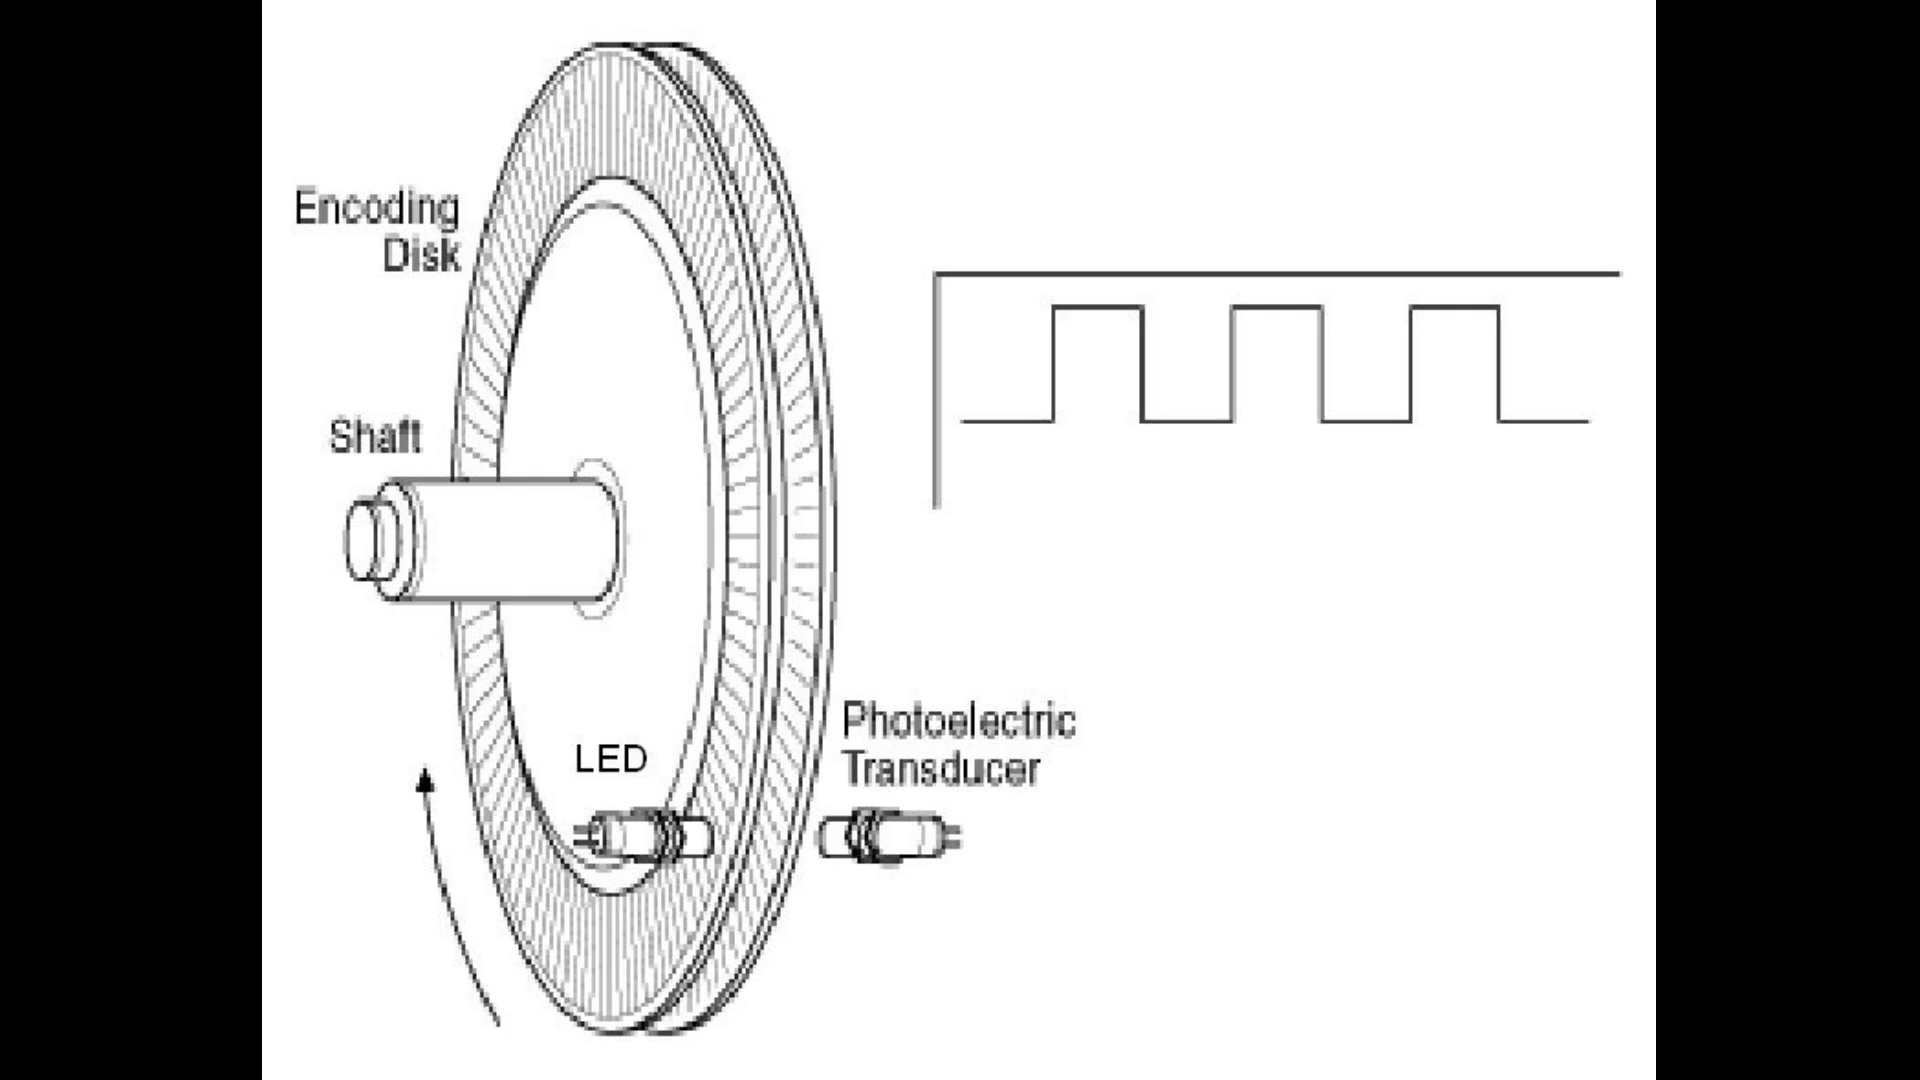 Encoding
Disk
Shaft
LED
Photoelectric
Transducer